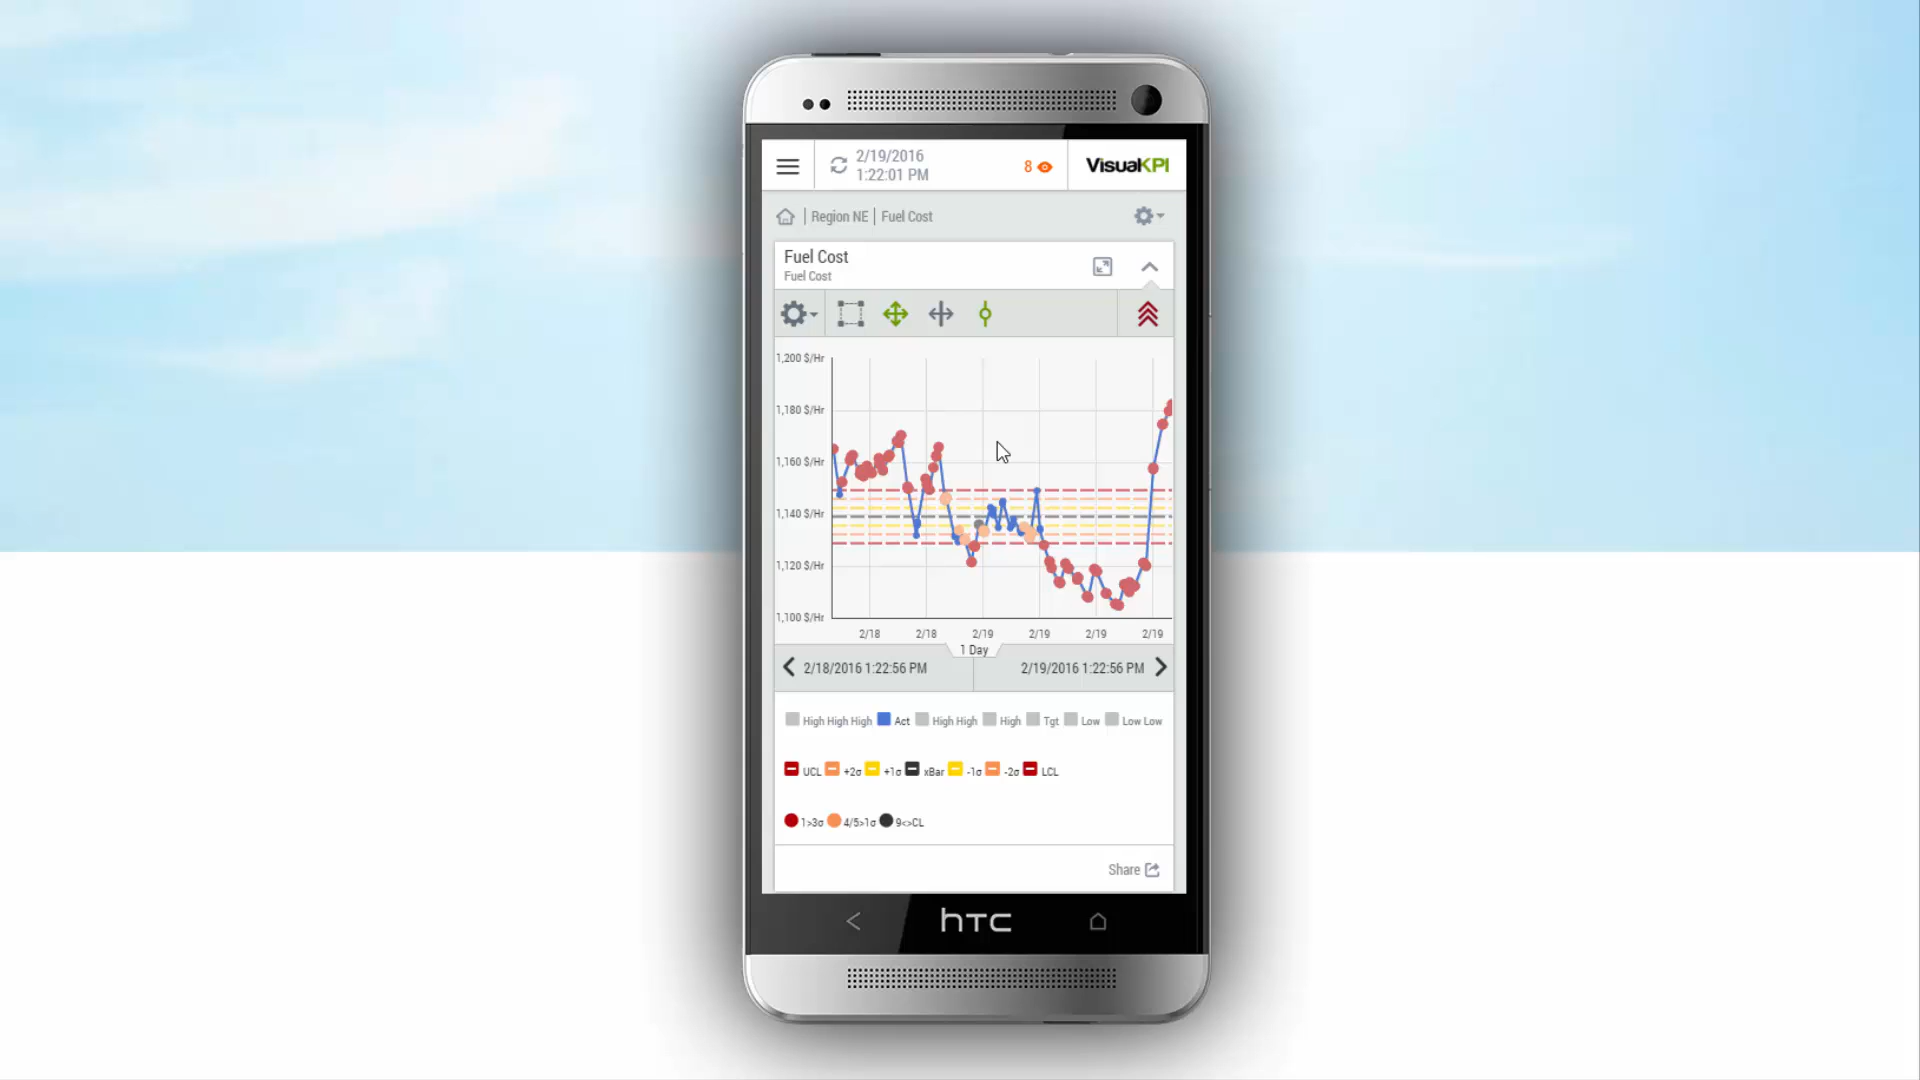 2/19/2016
1:22:01 PM
8
VisualKPI
Region NE | Fuel Cost
Fuel Cost
Fuel Cost
1,200 $/Hr
1,180 $/Hr
1,160 $/Hr
1,140 $/Hr
1,120 $/Hr
1,100 $/Hr
2/18 2/18 2/19 2/19 2/19 2/19
1 Day
2/18/2016 1:22:56 PM 2/19/2016 1:22:56 PM
High High High Act High High High Tgt Low Low Low
UCL +2σ +1σ xBar -1σ -2σ LCL
1>3σ 4/5>1σ 9<>CL
Share
hTC